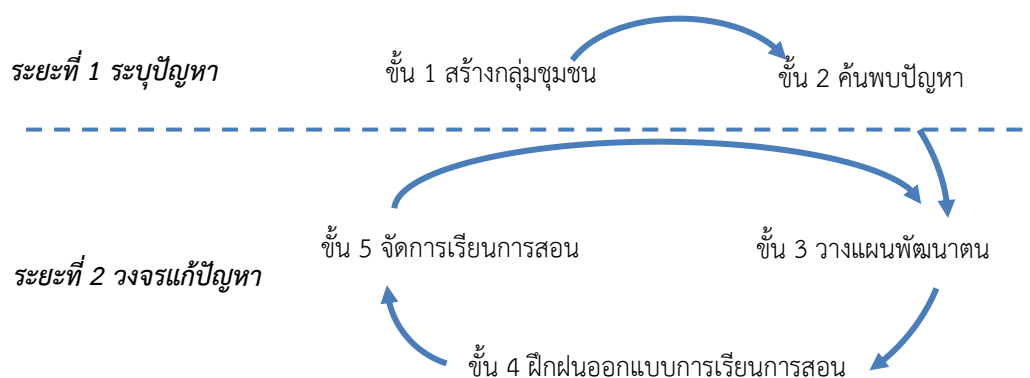 ระยะที่ 1 ระบุปัญหา
ขั้น 1 สร้างกลุ่มชุมชน
ขั้น 2 ค้นพบปัญหา
ขั้น 5 จัดการเรียนการสอน
ขั้น 3 วางแผนพัฒนาตน
ระยะที่ 2 วงจรแก้ปัญหา
ขั้น 4 ฝึกฝนออกแบบการเรียนการสอน